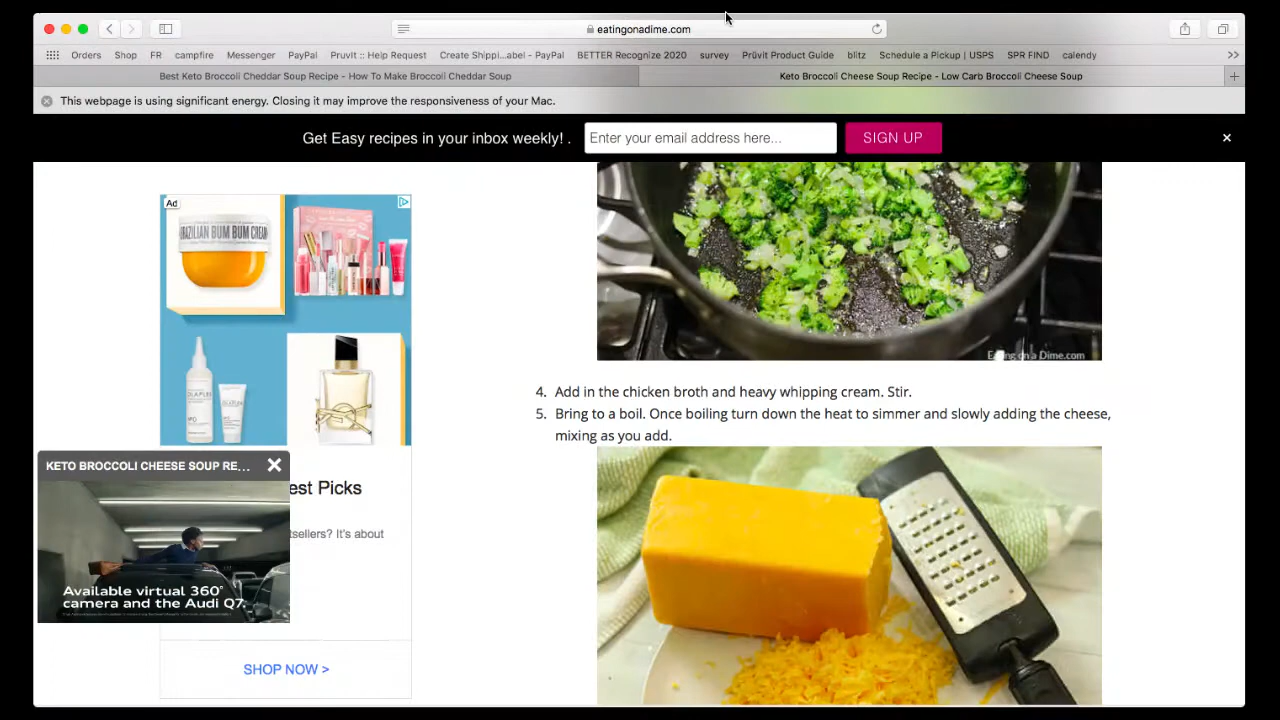 eatingonadime.com
Orders Shop FR campfire Messenger PayPal PruvIt :: Help Request Create Shippi...abel - PayPal BETTER Recognize 2020 survey Prüvit Product Guide blitz Schedule a Pickup | USPS SPR FIND calendy >>
Best Keto Broccoli Cheddar Soup Recipe - How To Make Broccoli Cheddar Soup
Keto Broccoli Cheese Soup Recipe - Low Carb Broccoli Cheese Soup
This webpage is using significant energy. Closing it may improve the responsiveness of your Mac.
Get Easy recipes in your inbox weekly! .
Enter your email address here...
SIGN UP
Ad
BRAZILIAN BUM BUM CREAM
OLAPLEX
Eating on a Dime.com
4. Add in the chicken broth and heavy whipping cream. Stir.
5. Bring to a boil. Once boiling turn down the heat to simmer and slowly adding the cheese,
mixing as you add.
KETO BROCCOLI CHEESE SOUP RE...
est Picks
tsellers? It's about
Available virtual 360°
camera and the Audi Q7.
SHOP NOW >